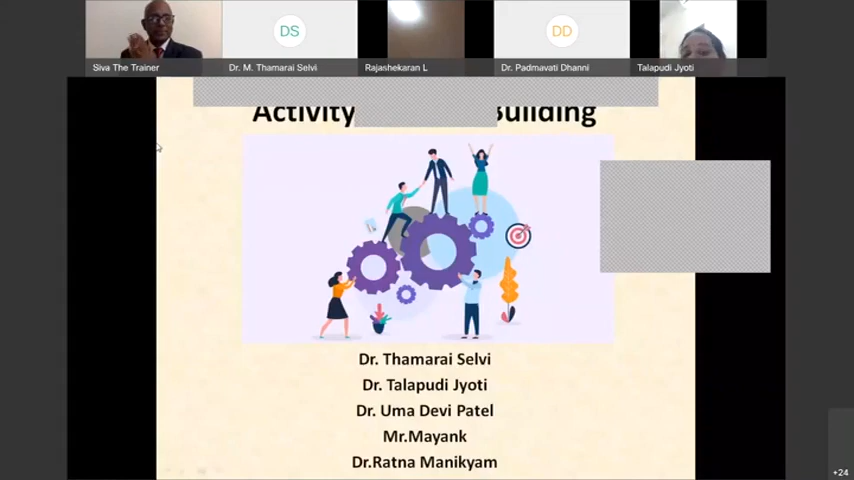 DS
DD
Siva The Trainer
Dr. M. Thamarai Selvi
Rajashekaran L
Dr. Padmavati Dhanni
Talapudi Jyoti
Activity Building
Dr. Thamarai Selvi
Dr. Talapudi Jyoti
Dr. Uma Devi Patel
Mr.Mayank
Dr.Ratna Manikyam
+24